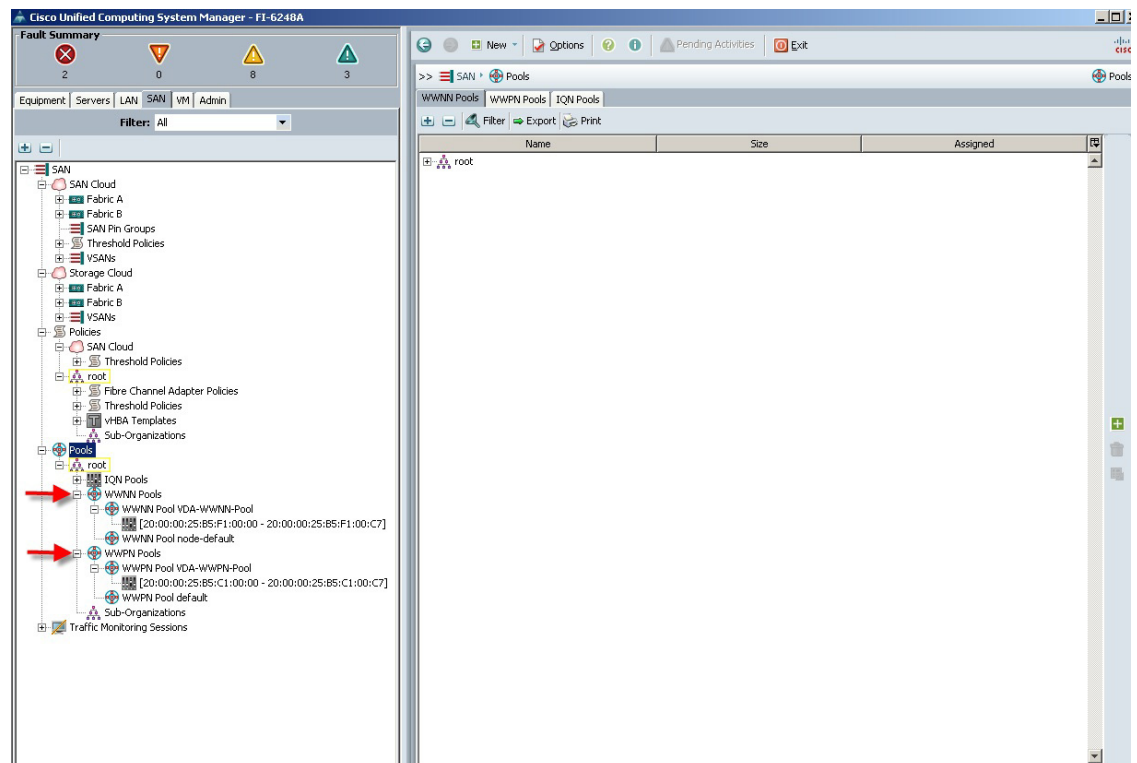 Cisco Unified Computing System Manager - FI-6248A
Fault Summary
2 0 8 3
Equipment Servers LAN SAN VM Admin
Filter: All
SAN
SAN Cloud
Fabric A
Fabric B
SAN Pin Groups
Threshold Policies
VSANs
Storage Cloud
Fabric A
Fabric B
VSANs
Policies
SAN Cloud
Threshold Policies
root
Fibre Channel Adapter Policies
Threshold Policies
vHBA Templates
Sub-Organizations
Pools
root
IQN Pools
WWNN Pools
WWNN Pool VDA-WWNN-Pool
[20:00:00:25:B5:F1:00:00 - 20:00:00:25:B5:F1:00:C7]
WWNN Pool node-default
WWPN Pools
WWPN Pool VDA-WWPN-Pool
[20:00:00:25:B5:C1:00:00 - 20:00:00:25:B5:C1:00:C7]
WWPN Pool default
Sub-Organizations
Traffic Monitoring Sessions
New Options Pending Activities Exit
cisc
>> SAN Pools Pools
WWNN Pools WWPN Pools IQN Pools
Filter Export Print
Name Size Assigned
root